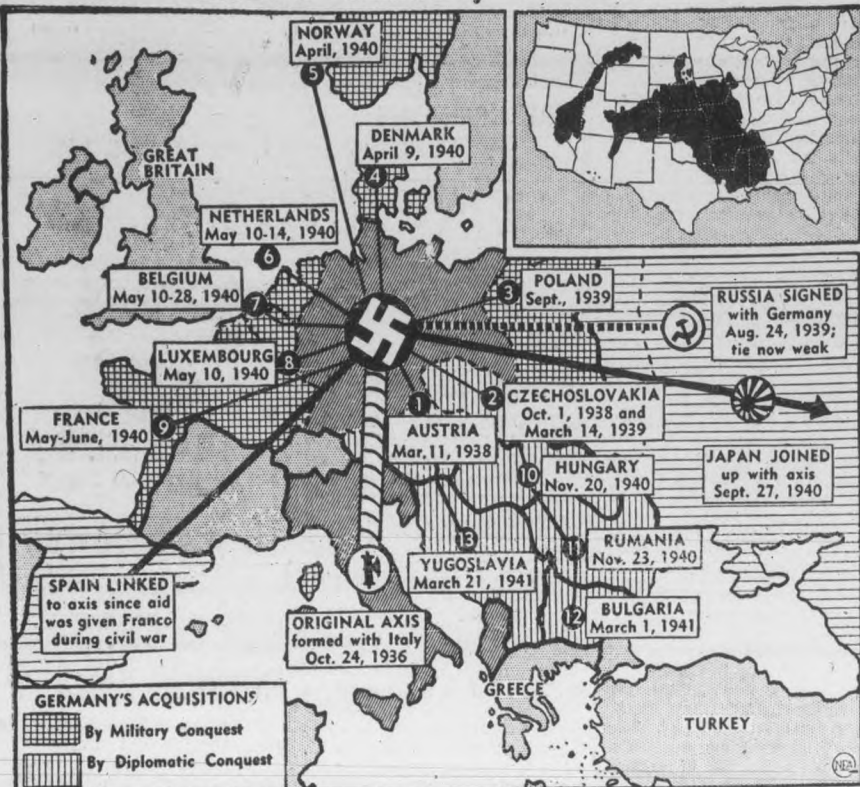 NORWAY
April, 1940
5
DENMARK
April 9, 1940
4
GREAT
BRITAIN
NETHERLANDS
May 10-14, 1940
6
BELGIUM
May 10-28, 1940
7
POLAND
Sept., 1939
3
RUSSIA SIGNED
with Germany
Aug. 24, 1939;
tie now weak
LUXEMBOURG
May 10, 1940
8
FRANCE
May-June, 1940
9
1
AUSTRIA
Mar. 11, 1938
2
CZECHOSLOVAKIA
Oct. 1, 1938 and
March 14, 1939
JAPAN JOINED
up with axis
Sept. 27, 1940
10
HUNGARY
Nov. 20, 1940
11
RUMANIA
Nov. 23, 1940
13
YUGOSLAVIA
March 21, 1941
12
BULGARIA
March 1, 1941
SPAIN LINKED
to axis since aid
was given Franco
during civil war
ORIGINAL AXIS
formed with Italy
Oct. 24, 1936
GREECE
TURKEY
GERMANY'S ACQUISITIONS
By Military Conquest
By Diplomatic Conquest
NEA